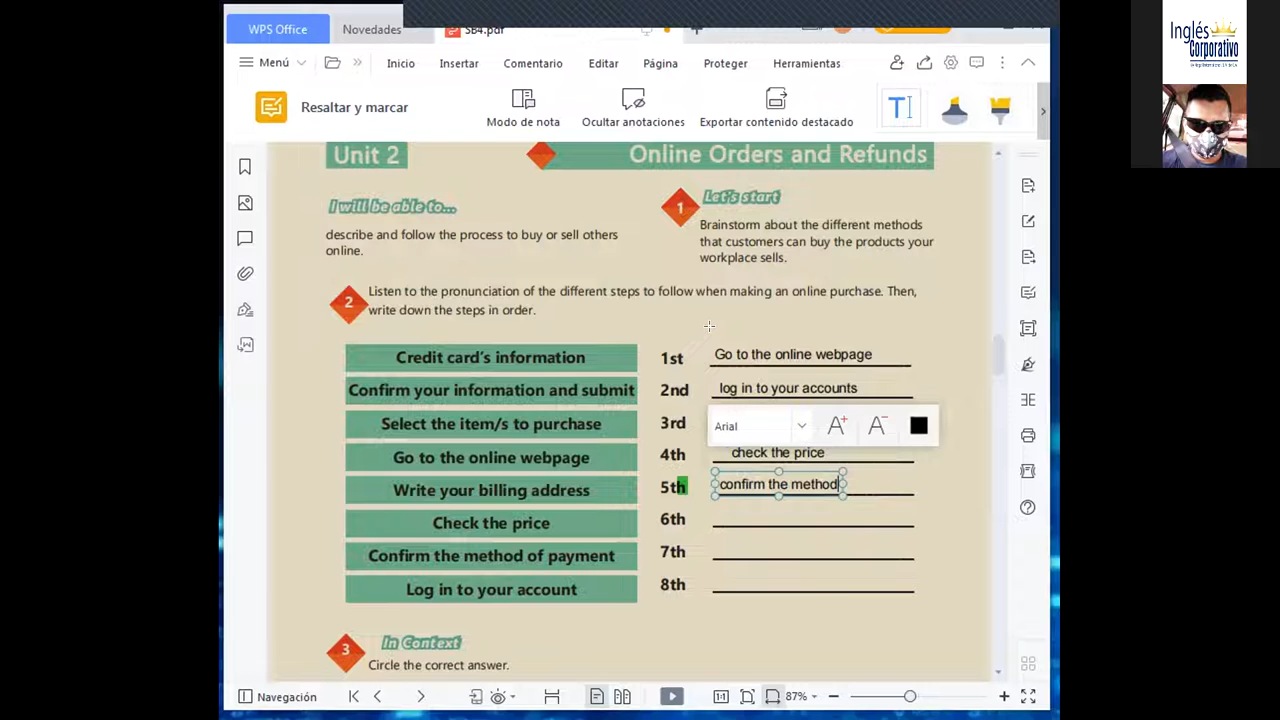 WPS Office
Novedades
SB4.pdf
Menú
Inicio
Insertar
Comentario
Editar
Página
Proteger
Herramientas
Resaltar y marcar
Modo de nota
Ocultar anotaciones
Exportar contenido destacado
Inglés
Corporativo
Unit 2
Online Orders and Refunds
I will be able to...
describe and follow the process to buy or sell others
online.
1
Let's start
Brainstorm about the different methods
that customers can buy the products your
workplace sells.
2
Listen to the pronunciation of the different steps to follow when making an online purchase. Then,
write down the steps in order.
Credit card's information
Confirm your information and submit
Select the item/s to purchase
Go to the online webpage
Write your billing address
Check the price
Confirm the method of payment
Log in to your account
1st Go to the online webpage
2nd log in to your accounts
3rd
Arial
4th check the price
5th confirm the method
6th
7th
8th
3
In Context
Circle the correct answer.
Navegación
1:1
87%